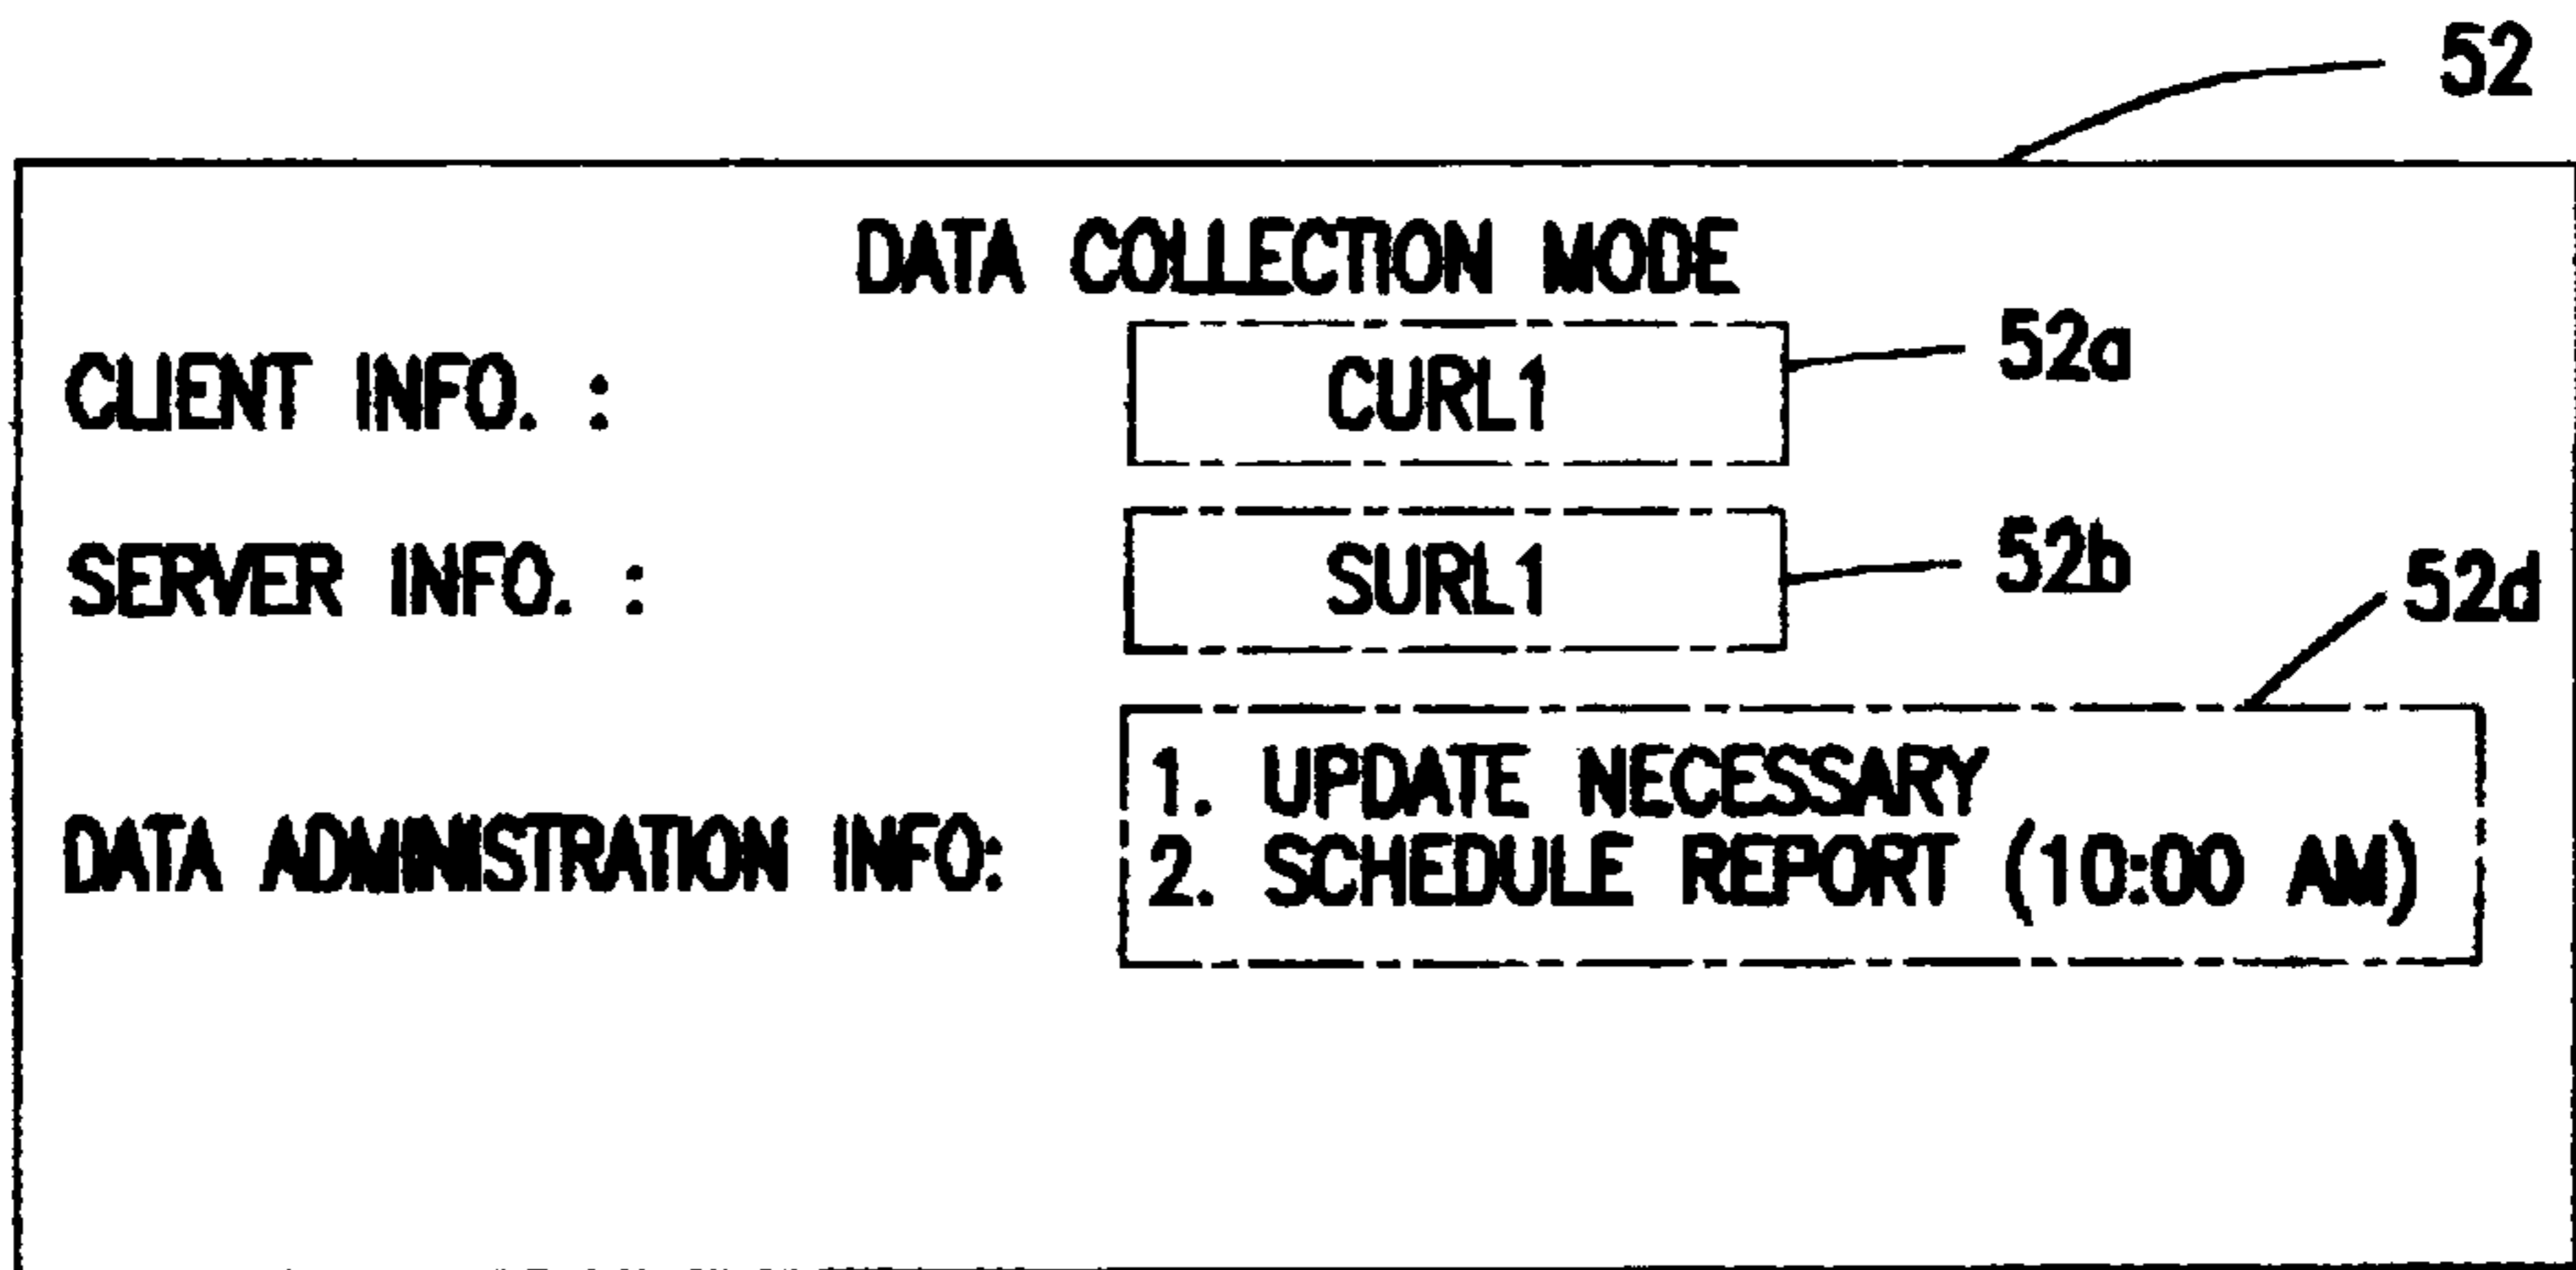 52
DATA COLLECTION MODE
CLIENT INFO. : CURL1 52a
SERVER INFO. : SURL1 52b
52d
1. UPDATE NECESSARY
DATA ADMINISTRATION INFO:
2. SCHEDULE REPORT (10:00 AM)